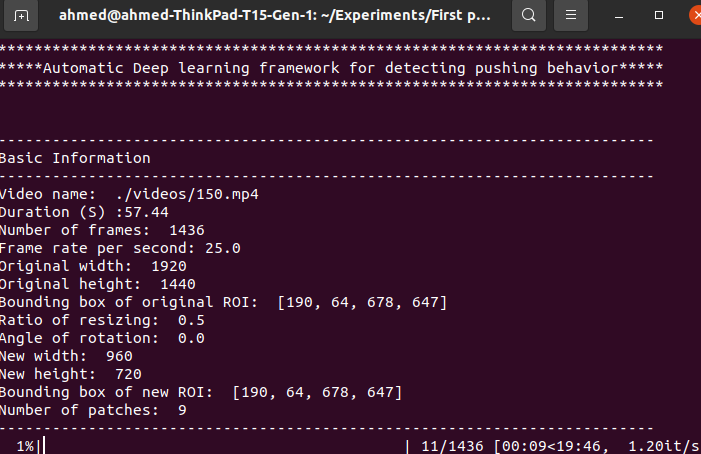 ahmed@ahmed-ThinkPad-T15-Gen-1: ~/Experiments/First p...
**************************************************************************
*****Automatic Deep learning framework for detecting pushing behavior*****
**************************************************************************
-------------------------------------------------------------------------
Basic Information
-------------------------------------------------------------------------
Video name:  ./videos/150.mp4
Duration (S) :57.44
Number of frames:  1436
Frame rate per second: 25.0
Original width:  1920
Original height:  1440
Bounding box of original ROI:  [190, 64, 678, 647]
Ratio of resizing:  0.5
Angle of rotation:  0.0
New width:  960
New height:  720
Bounding box of new ROI:  [190, 64, 678, 647]
Number of patches:  9
-------------------------------------------------------------------------
  1%|                                        | 11/1436 [00:09<19:46,  1.20it/s